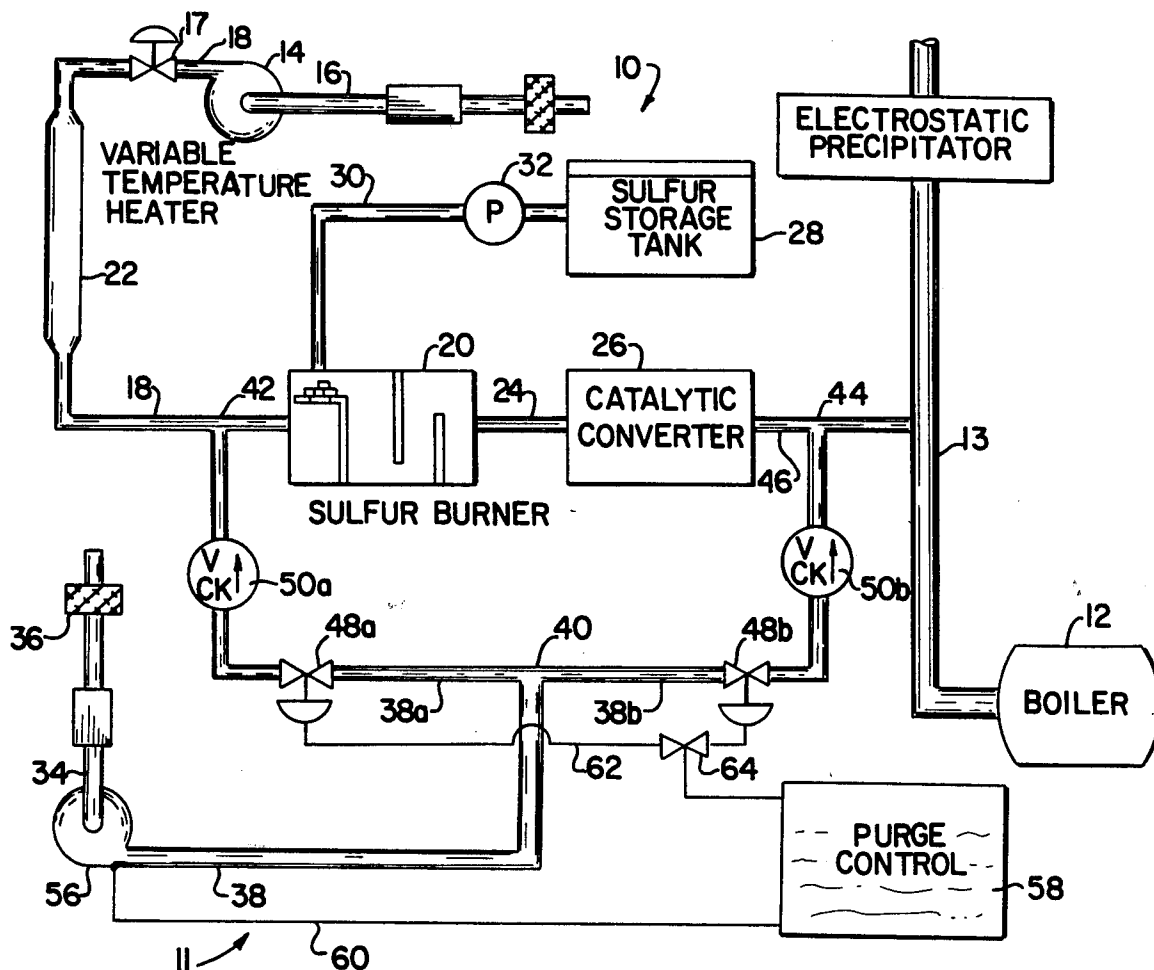 17
18
14
16
10
VARIABLE
TEMPERATURE
HEATER
ELECTROSTATIC
PRECIPITATOR
30
32
P
SULFUR
STORAGE
TANK
28
22
20
26
18
42
24
CATALYTIC
CONVERTER
44
46
13
SULFUR BURNER
V
CK
50a
V
CK
50b
36
48a
40
48b
12
BOILER
38a
38b
34
62
64
PURGE
CONTROL
58
56
38
60
11